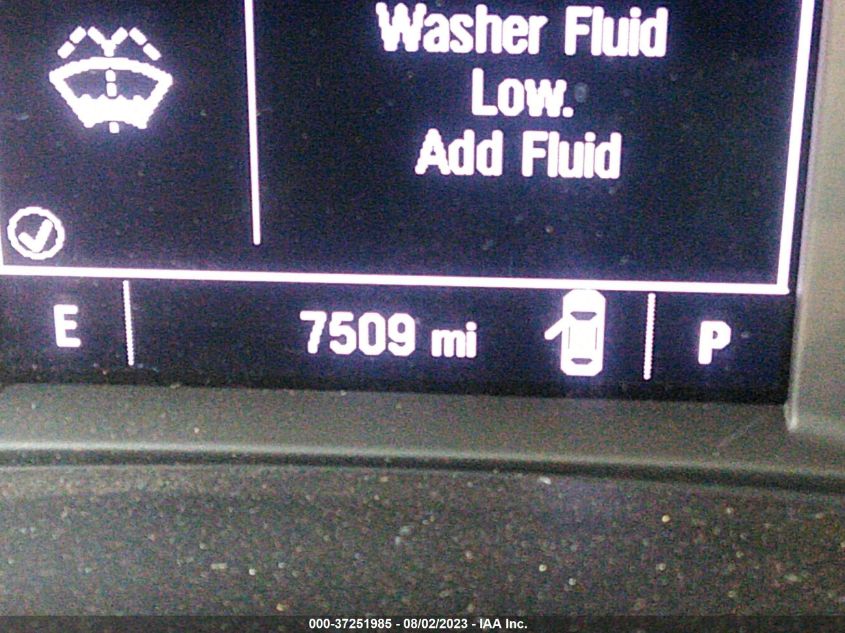 Washer Fluid
Low.
Add Fluid
E 7509 mi P
000-37251985 - 08/02/2023 - IAA Inc.